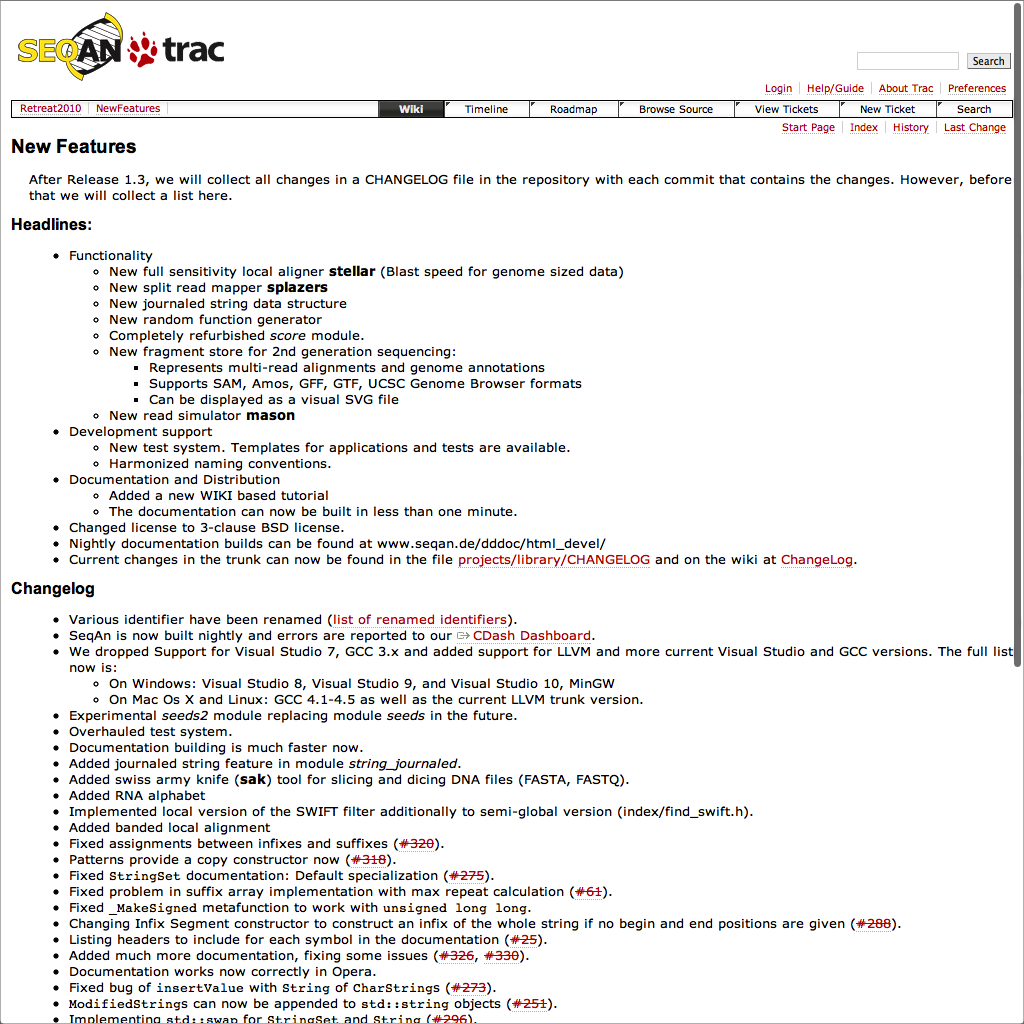 SEQAN trac
Search
Login Help/Guide About Trac Preferences
Retreat2010 NewFeatures Wiki Timeline Roadmap Browse Source View Tickets New Ticket Search
Start Page Index History Last Change
New Features
After Release 1.3, we will collect all changes in a CHANGELOG file in the repository with each commit that contains the changes. However, before
that we will collect a list here.
Headlines:
Functionality
New full sensitivity local aligner stellar (Blast speed for genome sized data)
New split read mapper splazers
New journaled string data structure
New random function generator
Completely refurbished score module.
New fragment store for 2nd generation sequencing:
Represents multi-read alignments and genome annotations
Supports SAM, Amos, GFF, GTF, UCSC Genome Browser formats
Can be displayed as a visual SVG file
New read simulator mason
Development support
New test system. Templates for applications and tests are available.
Harmonized naming conventions.
Documentation and Distribution
Added a new WIKI based tutorial
The documentation can now be built in less than one minute.
Changed license to 3-clause BSD license.
Nightly documentation builds can be found at www.seqan.de/dddoc/html_devel/
Current changes in the trunk can now be found in the file projects/library/CHANGELOG and on the wiki at ChangeLog.
Changelog
Various identifier have been renamed (list of renamed identifiers).
SeqAn is now built nightly and errors are reported to our CDash Dashboard.
We dropped Support for Visual Studio 7, GCC 3.x and added support for LLVM and more current Visual Studio and GCC versions. The full list
now is:
On Windows: Visual Studio 8, Visual Studio 9, and Visual Studio 10, MinGW
On Mac Os X and Linux: GCC 4.1-4.5 as well as the current LLVM trunk version.
Experimental seeds2 module replacing module seeds in the future.
Overhauled test system.
Documentation building is much faster now.
Added journaled string feature in module string_journaled.
Added swiss army knife (sak) tool for slicing and dicing DNA files (FASTA, FASTQ).
Added RNA alphabet
Implemented local version of the SWIFT filter additionally to semi-global version (index/find_swift.h).
Added banded local alignment
Fixed assignments between infixes and suffixes (#320).
Patterns provide a copy constructor now (#318).
Fixed StringSet documentation: Default specialization (#275).
Fixed problem in suffix array implementation with max repeat calculation (#61).
Fixed _MakeSigned metafunction to work with unsigned long long.
Changing Infix Segment constructor to construct an infix of the whole string if no begin and end positions are given (#288).
Listing headers to include for each symbol in the documentation (#25).
Added much more documentation, fixing some issues (#326, #330).
Documentation works now correctly in Opera.
Fixed bug of insertValue with String of CharStrings (#273).
ModifiedStrings can now be appended to std::string objects (#251).
Implementing std::swap for StringSet and String (#296).